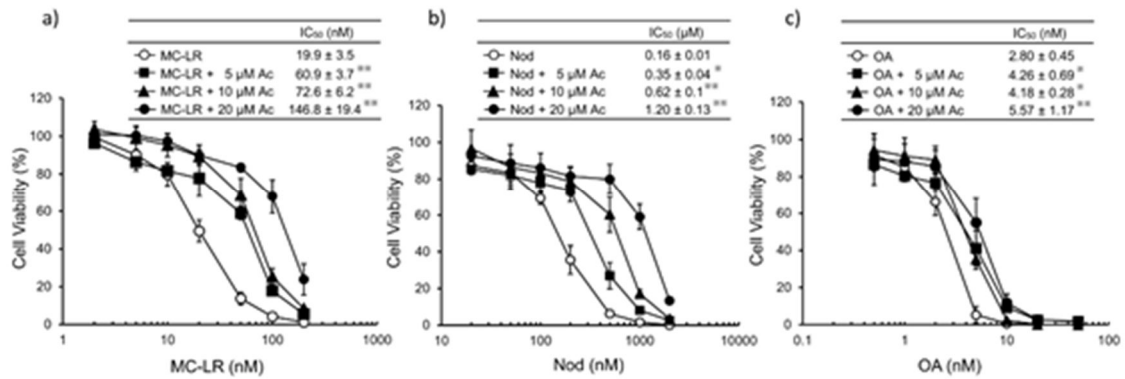 a)
IC₅₀ (nM)
MC-LR 19.9 ± 3.5
MC-LR + 5 µM Ac 60.9 ± 3.7 **
MC-LR + 10 µM Ac 72.6 ± 6.2 **
MC-LR + 20 µM Ac 146.8 ± 19.4 **
120
100
80
60
40
20
0
Cell Viability (%)
1 10 100 1000
MC-LR (nM)
b)
IC₅₀ (µM)
Nod 0.16 ± 0.01
Nod + 5 µM Ac 0.35 ± 0.04 *
Nod + 10 µM Ac 0.62 ± 0.1 **
Nod + 20 µM Ac 1.20 ± 0.13 **
120
100
80
60
40
20
0
Cell Viability (%)
10 100 1000 10000
Nod (nM)
c)
IC₅₀ (nM)
OA 2.80 ± 0.45
OA + 5 µM Ac 4.26 ± 0.69 *
OA + 10 µM Ac 4.18 ± 0.28 *
OA + 20 µM Ac 5.57 ± 1.17 **
120
100
80
60
40
20
0
Cell Viability (%)
0.1 1 10 100
OA (nM)